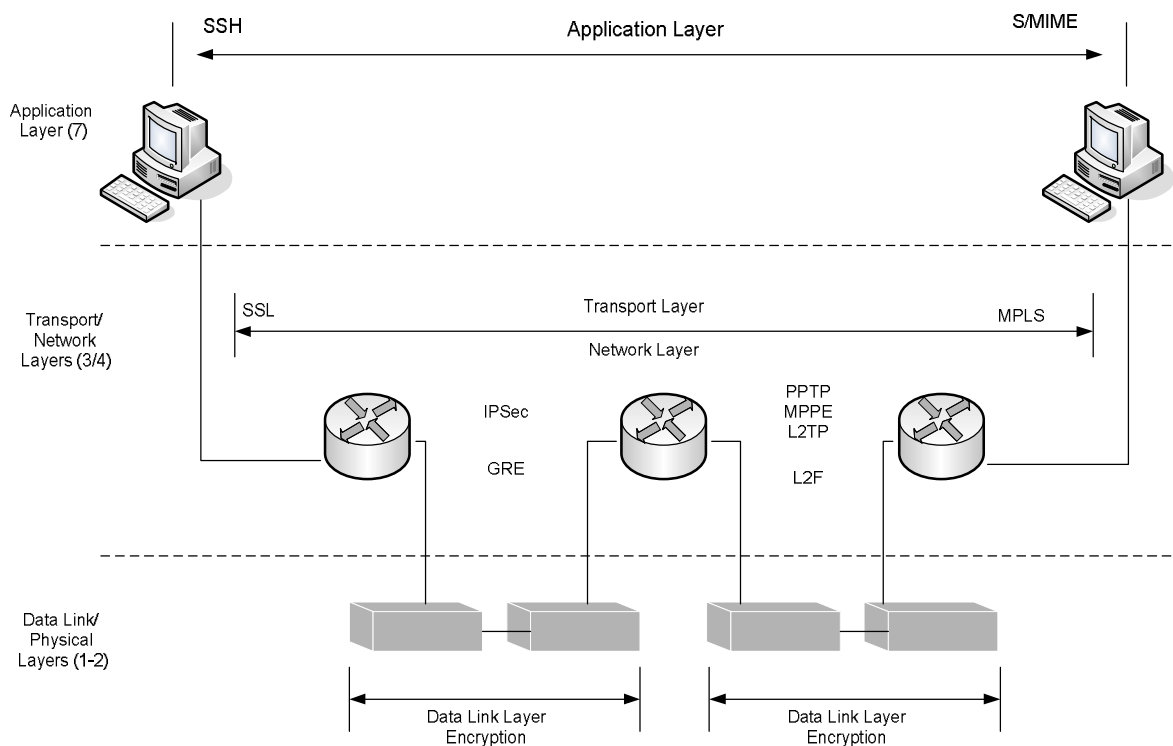 SSH
Application Layer
S/MIME
Application
Layer (7)
SSL
Transport Layer
MPLS
Transport/
Network
Layers (3/4)
Network Layer
IPSec
GRE
PPTP
MPPE
L2TP
L2F
Data Link/
Physical
Layers (1-2)
Data Link Layer
Encryption
Data Link Layer
Encryption